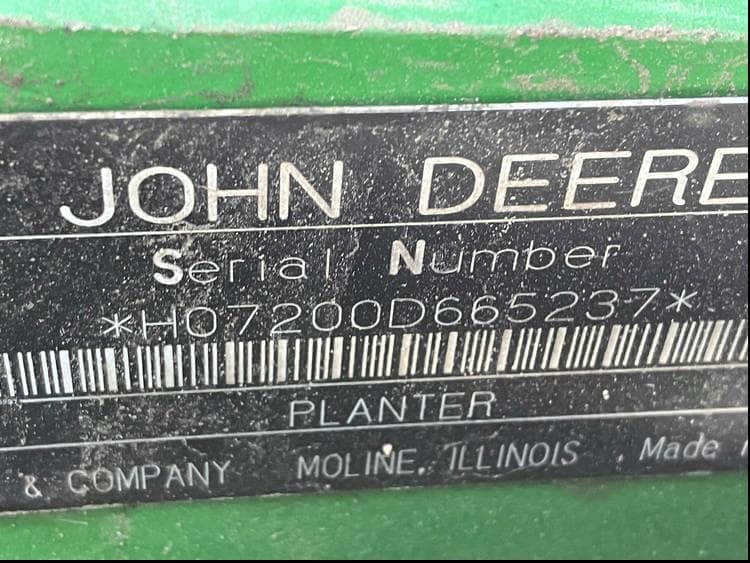 JOHN DEERE
Serial Number
*H07200D665237*
PLANTER
& COMPANY MOLINE, ILLINOIS Made